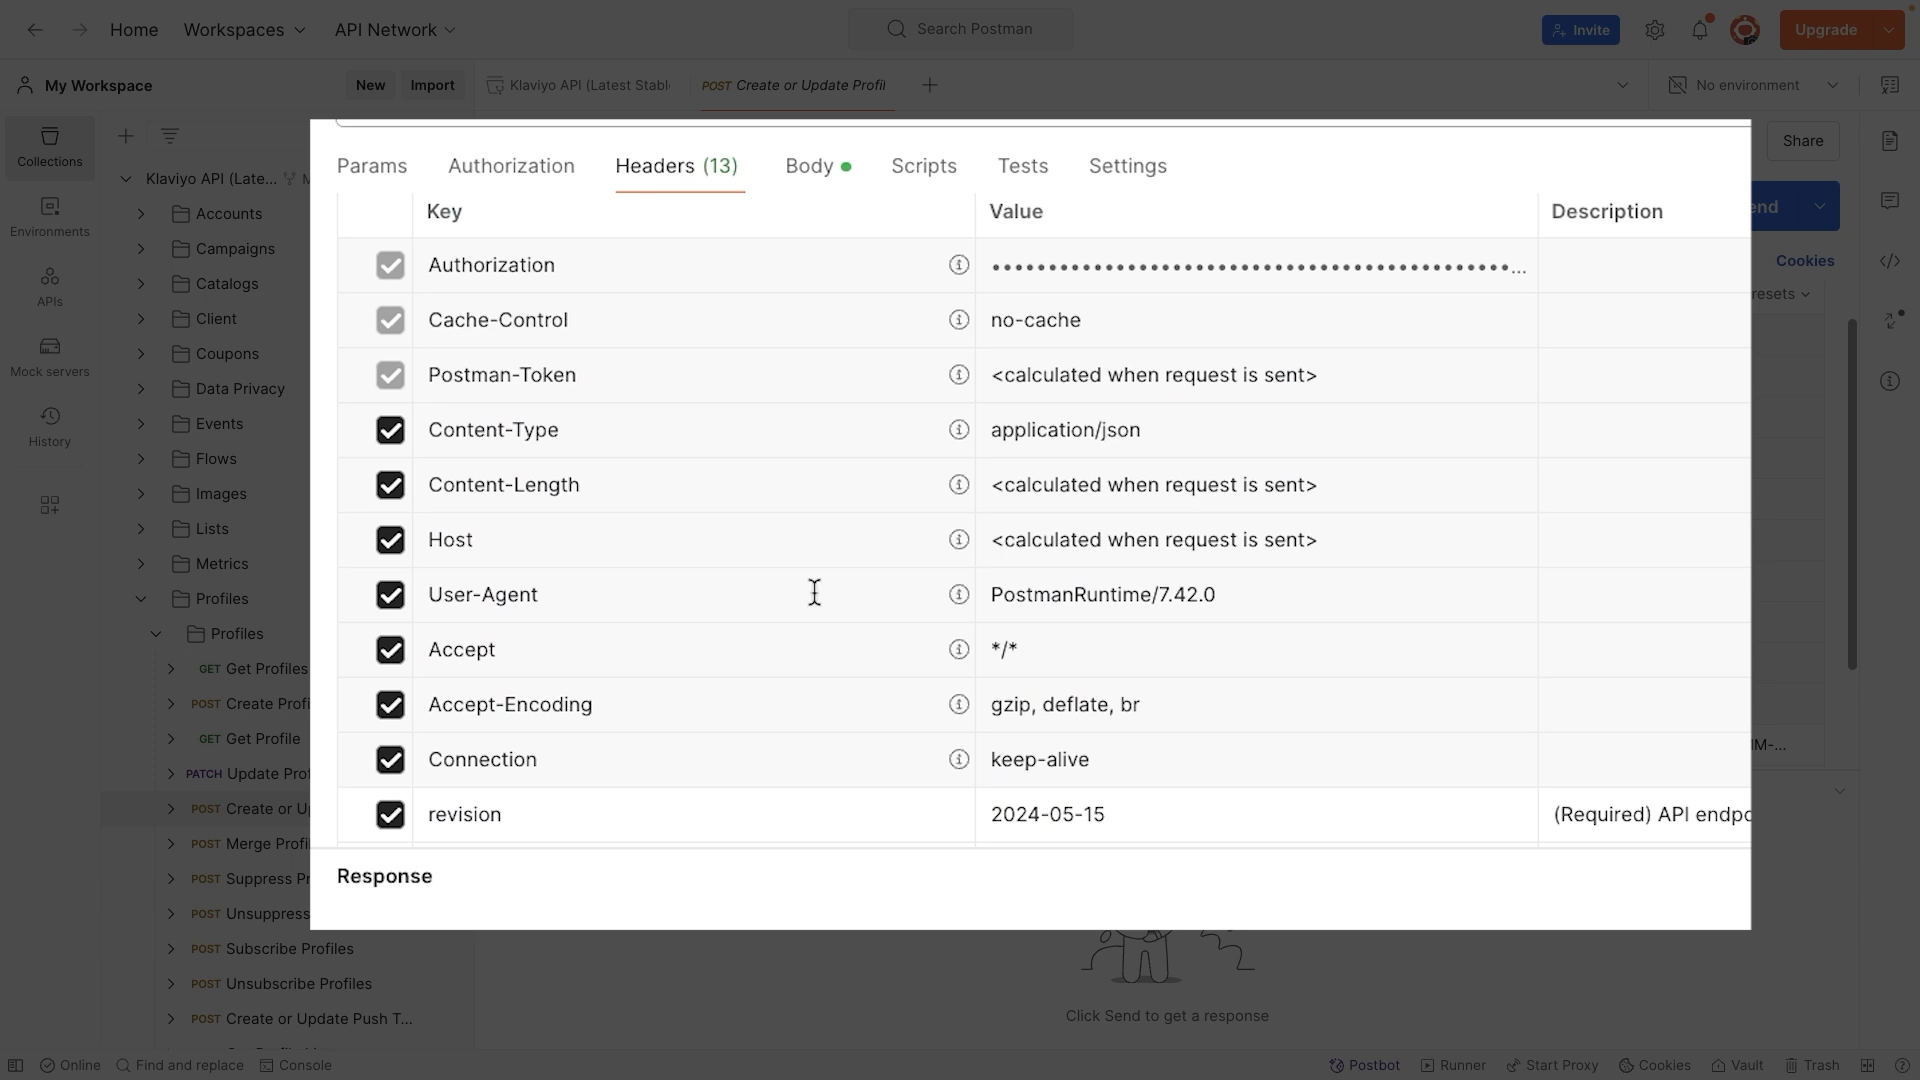 Home Workspaces API Network Search Postman Invite Upgrade
My Workspace New Import Klaviyo API (Latest Stabl POST Create or Update Profil No environment
Collections
Environments
APIs
Mock servers
History
Klaviyo API (Late...
Accounts
Campaigns
Catalogs
Client
Coupons
Data Privacy
Events
Flows
Images
Lists
Metrics
Profiles
Profiles
GET Get Profiles
POST Create Profi
GET Get Profile
PATCH Update Prof
POST Create or Up
POST Merge Profil
POST Suppress Pr
POST Unsuppress
POST Subscribe Profiles
POST Unsubscribe Profiles
POST Create or Update Push T...
Share
end
Cookies
resets
IM-...
Params Authorization Headers (13) Body Scripts Tests Settings
Key Value Description
Authorization ••••••••••••••••••••••••••••••••••••••••••••••••...
Cache-Control no-cache
Postman-Token <calculated when request is sent>
Content-Type application/json
Content-Length <calculated when request is sent>
Host <calculated when request is sent>
User-Agent PostmanRuntime/7.42.0
Accept */*
Accept-Encoding gzip, deflate, br
Connection keep-alive
revision 2024-05-15 (Required) API endpo
Response
Click Send to get a response
Online Find and replace Console Postbot Runner Start Proxy Cookies Vault Trash